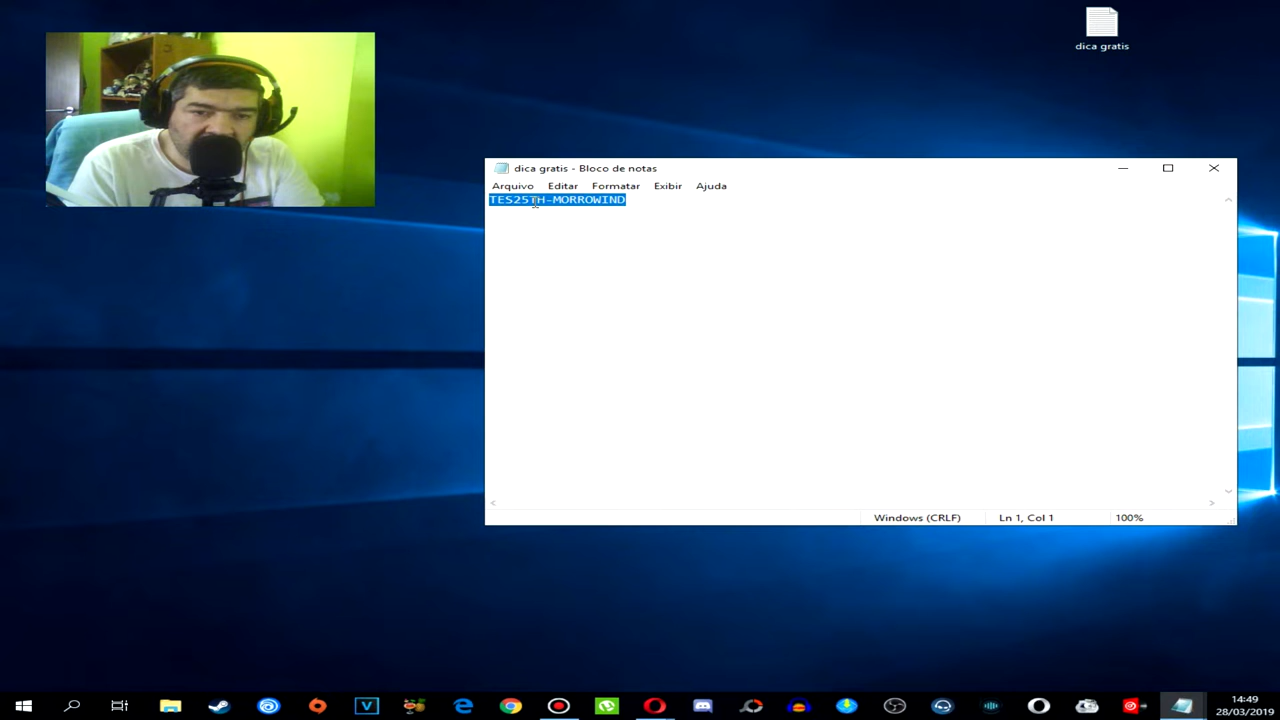 dica gratis
dica gratis - Bloco de notas
Arquivo Editar Formatar Exibir Ajuda
TES25TH-MORROWIND
Windows (CRLF) Ln 1, Col 1 100%
14:49
28/03/2019